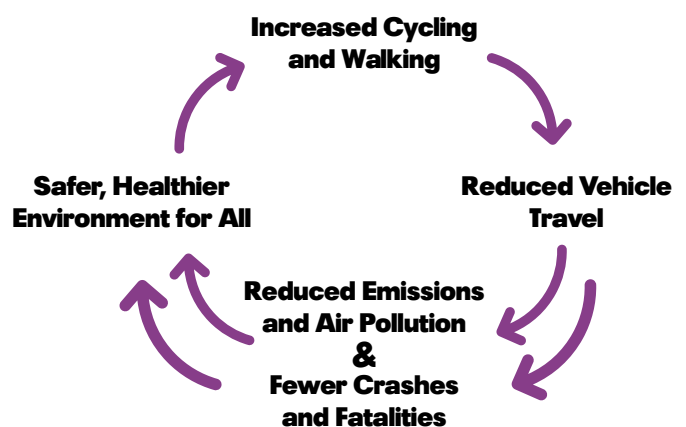 Increased Cycling
and Walking
Reduced Vehicle
Travel
Reduced Emissions
and Air Pollution
&
Fewer Crashes
and Fatalities
Safer, Healthier
Environment for All